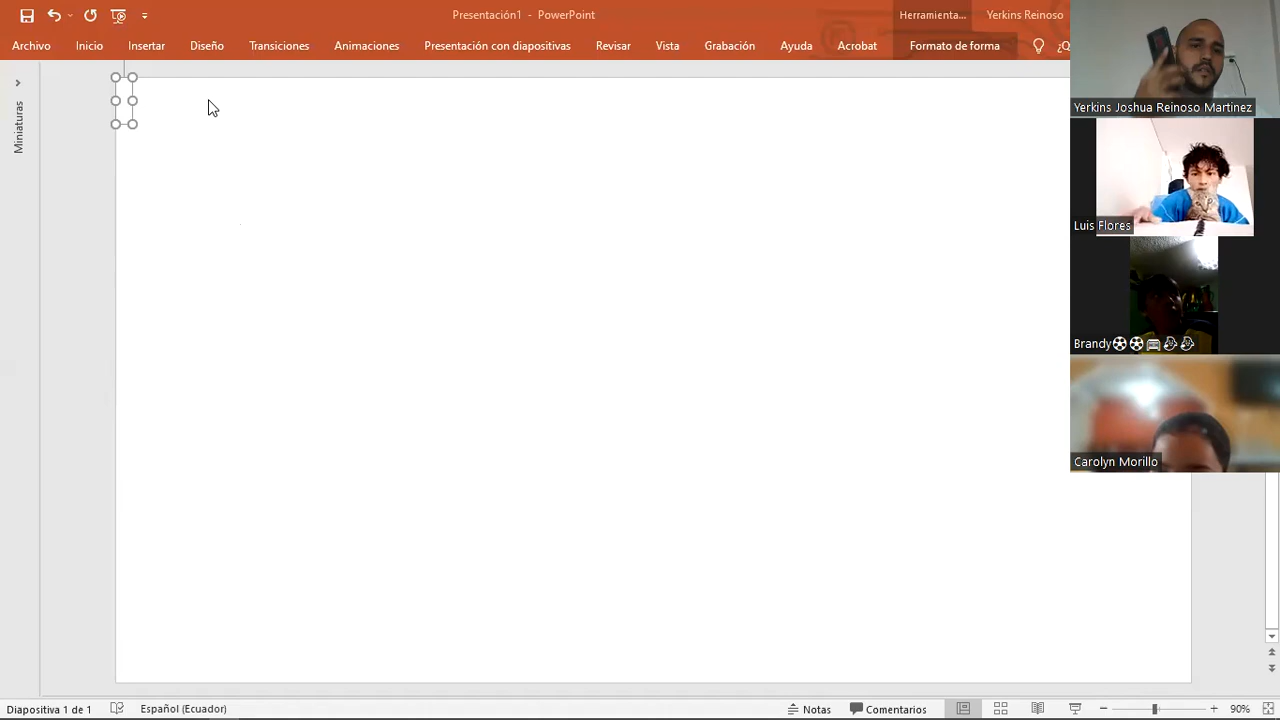 Presentación1 - PowerPoint
Herramienta...
Yerkins Reinoso
Archivo
Inicio
Insertar
Diseño
Transiciones
Animaciones
Presentación con diapositivas
Revisar
Vista
Grabación
Ayuda
Acrobat
Formato de forma
¿Q
Miniaturas
Yerkins Joshua Reinoso Martinez
Luis Flores
Brandy⚽⚽
Carolyn Morillo
Diapositiva 1 de 1
Español (Ecuador)
Notas
Comentarios
90%